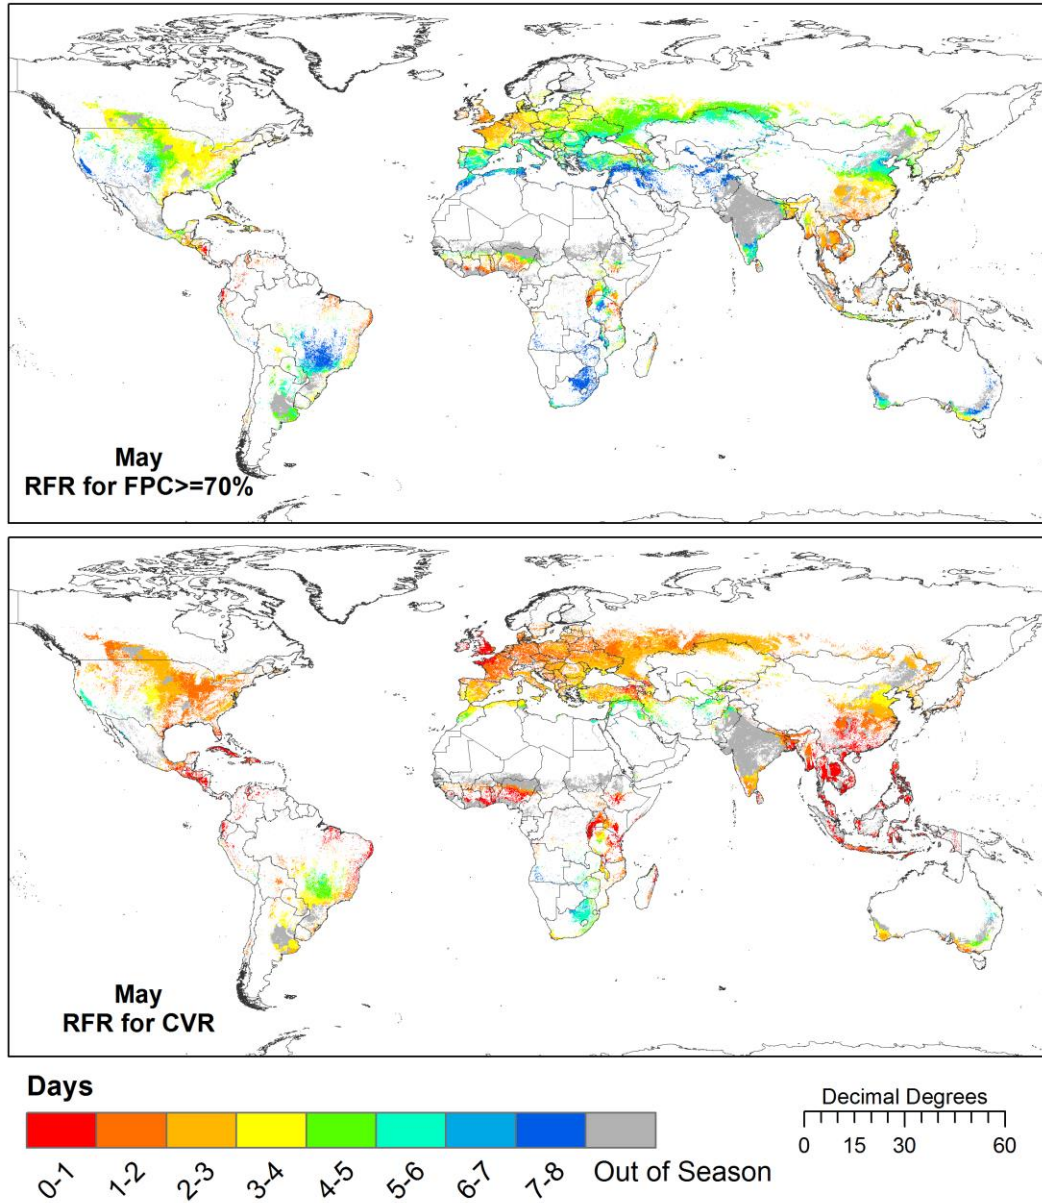 May
RFR for FPC>=70%
May
RFR for CVR
Days
0-1
1-2
2-3
3-4
4-5
5-6
6-7
7-8
Out of Season
Decimal Degrees
0 15 30 60